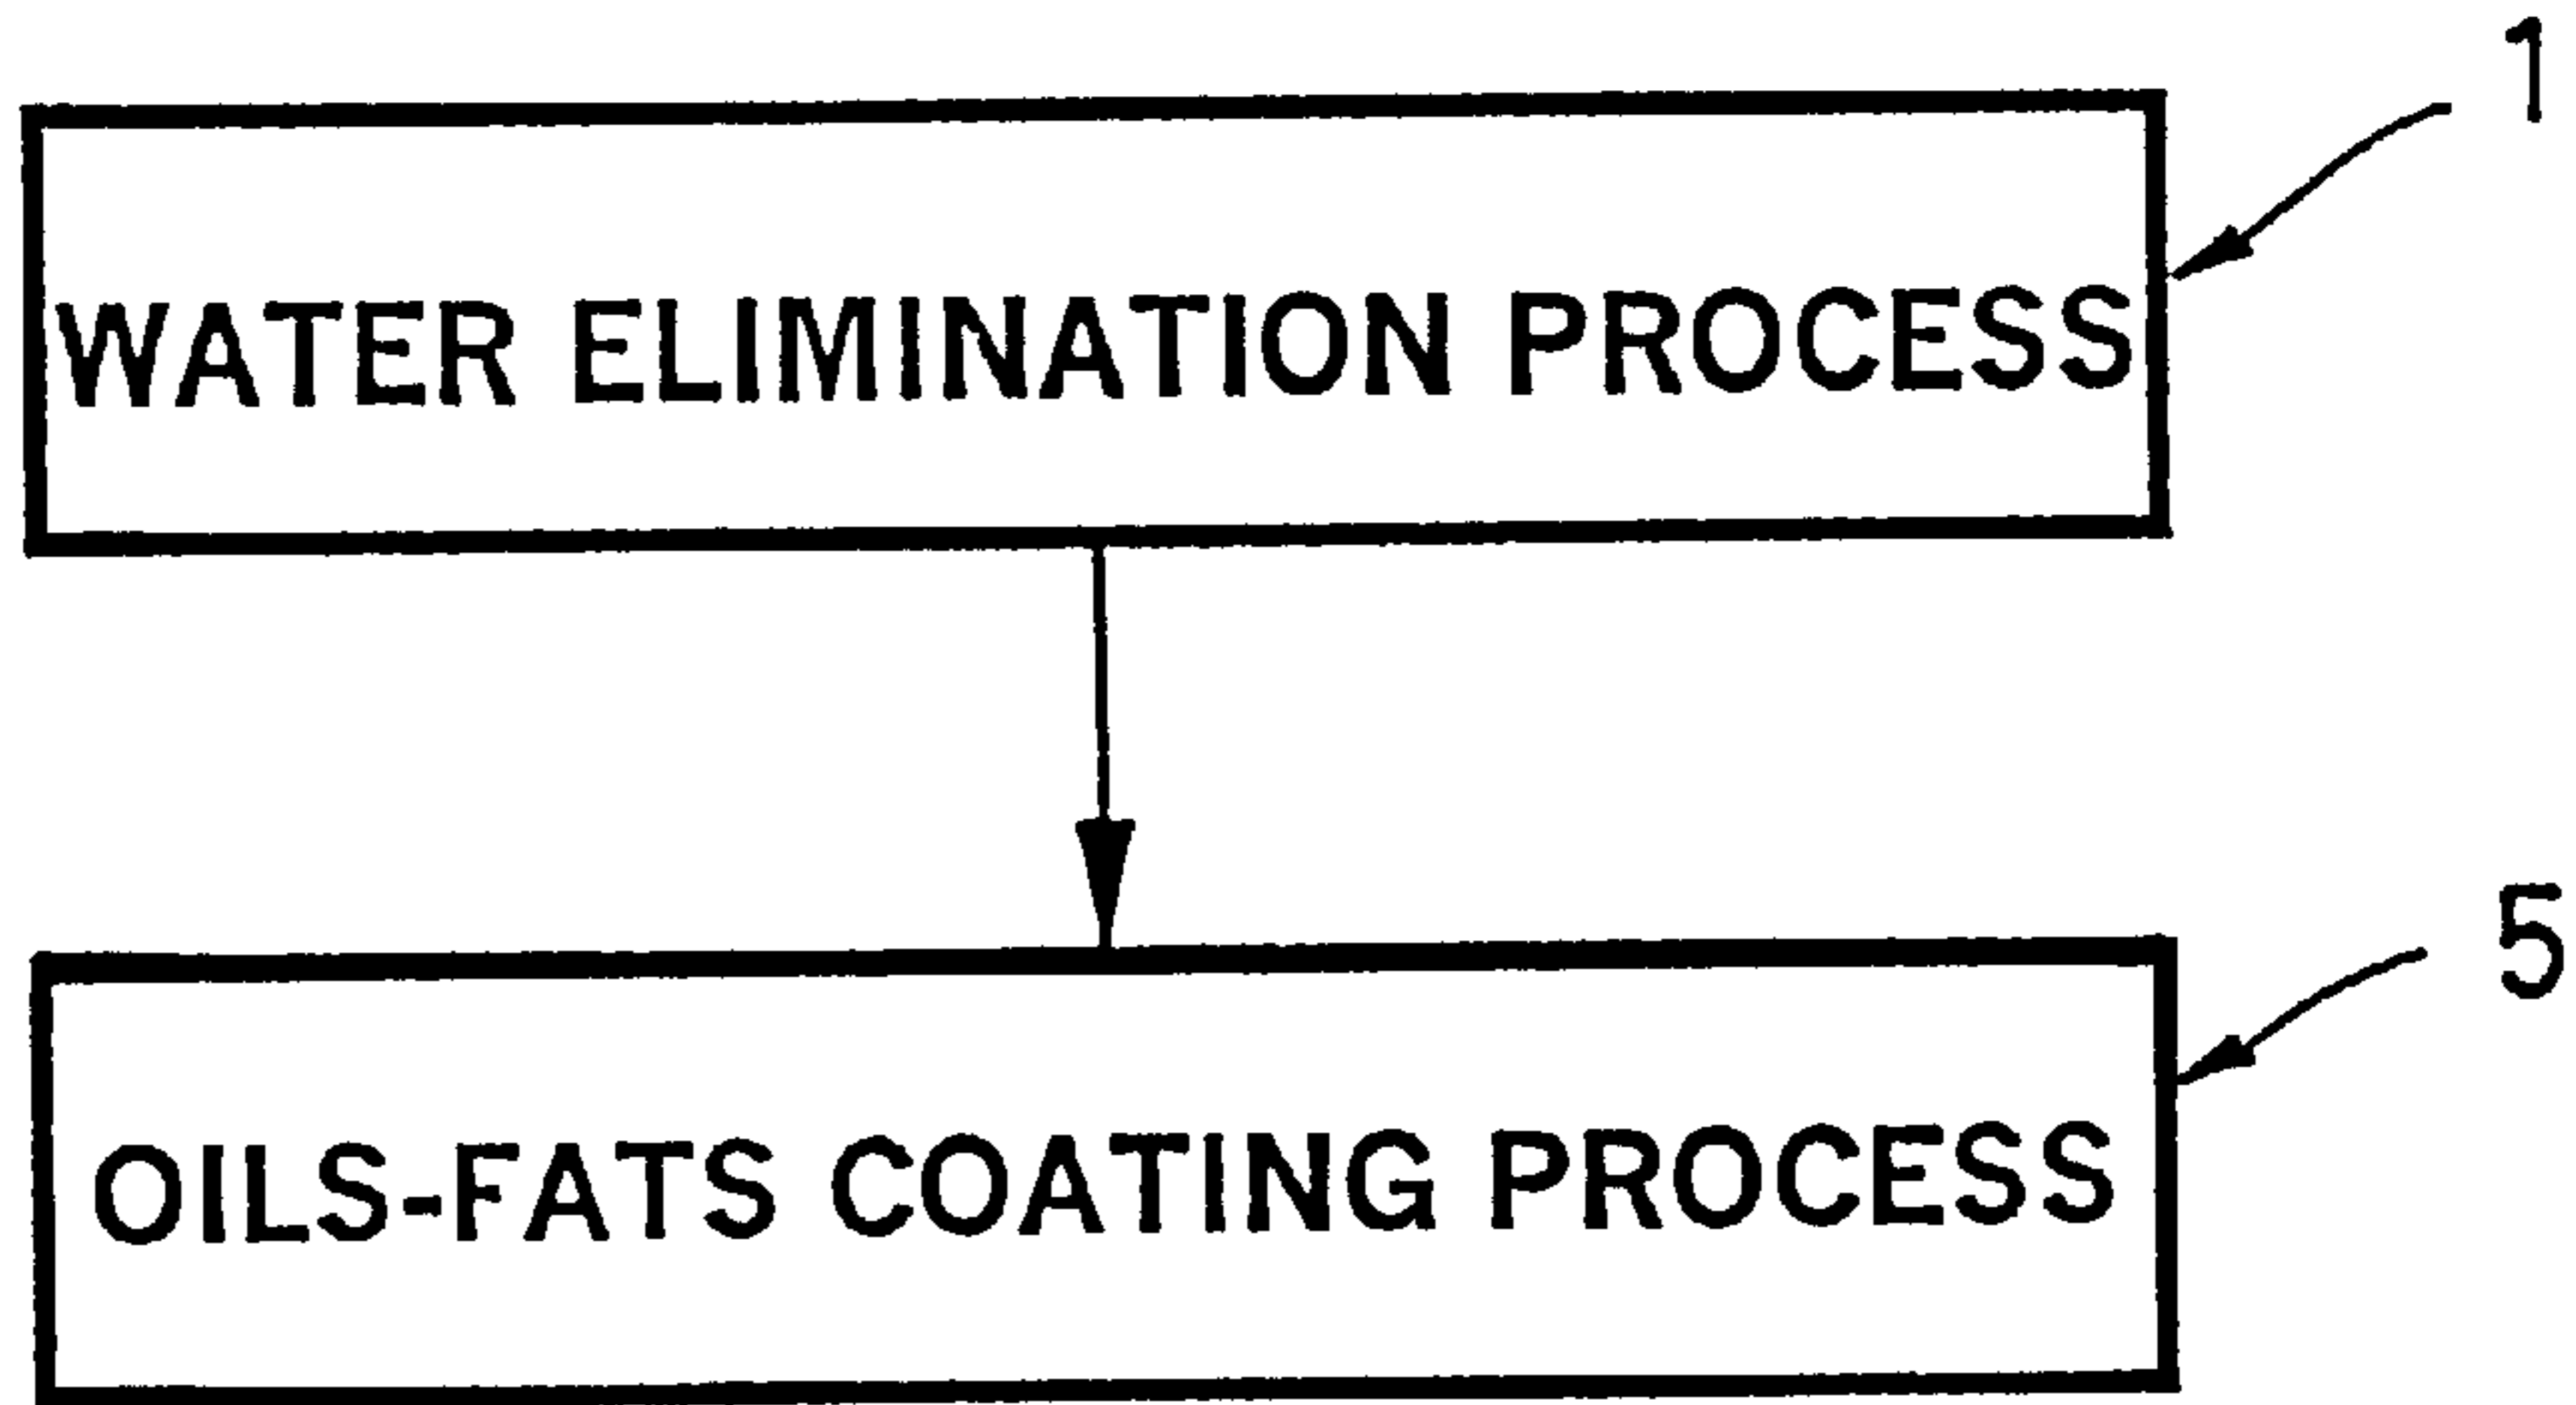 1
WATER ELIMINATION PROCESS
5
OILS-FATS COATING PROCESS